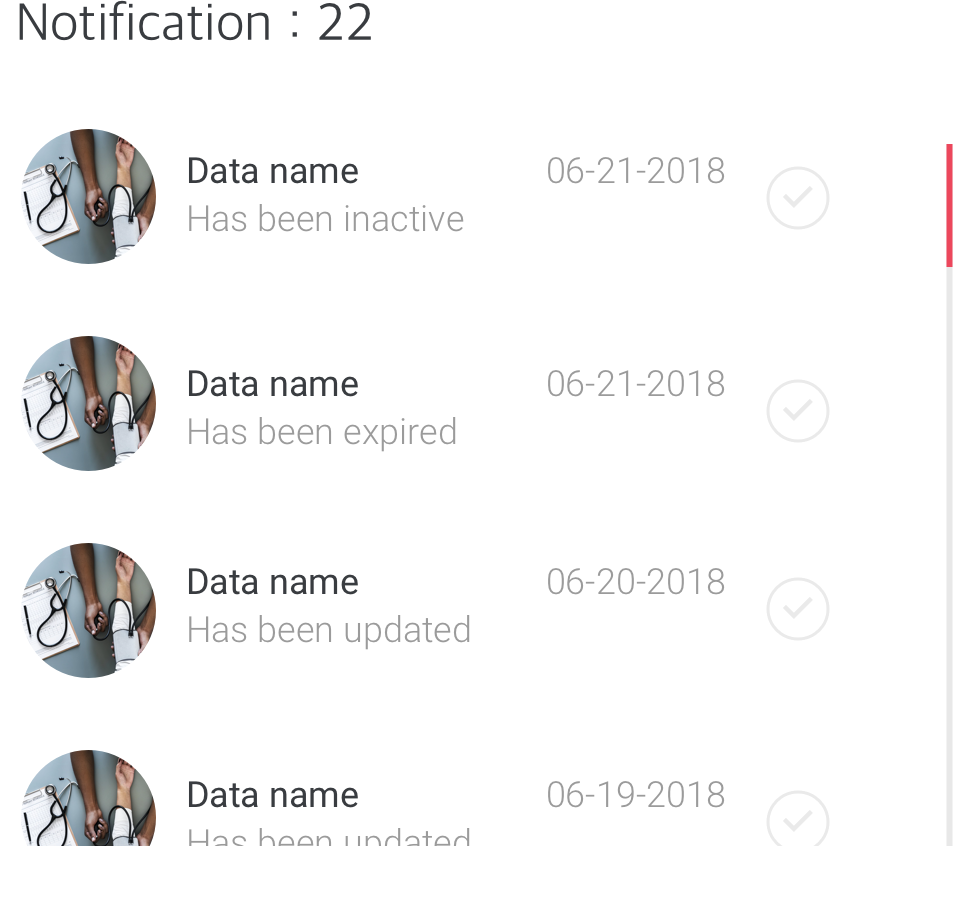 Notification : 22
Data name 06-21-2018
Has been inactive
Data name 06-21-2018
Has been expired
Data name 06-20-2018
Has been updated
Data name 06-19-2018
Has been updated